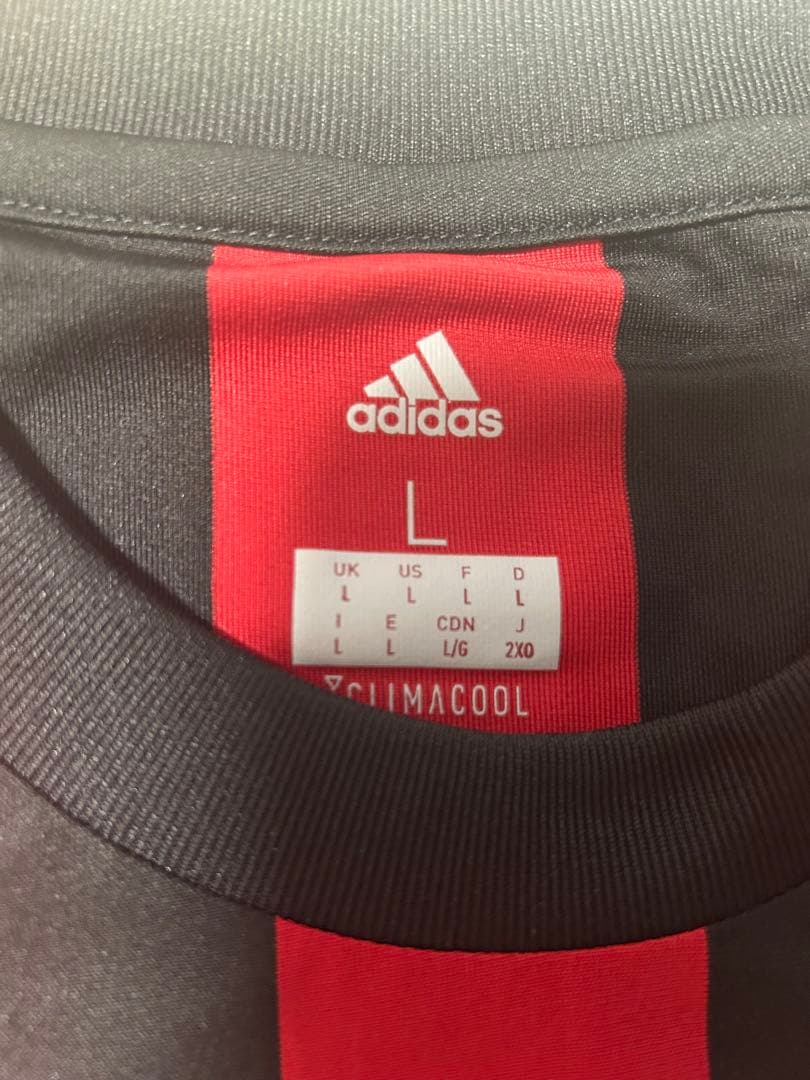 adidas
L
UK US F D
L L L L
I E CDN J
L L L/G 2XO
CLIMACOOL